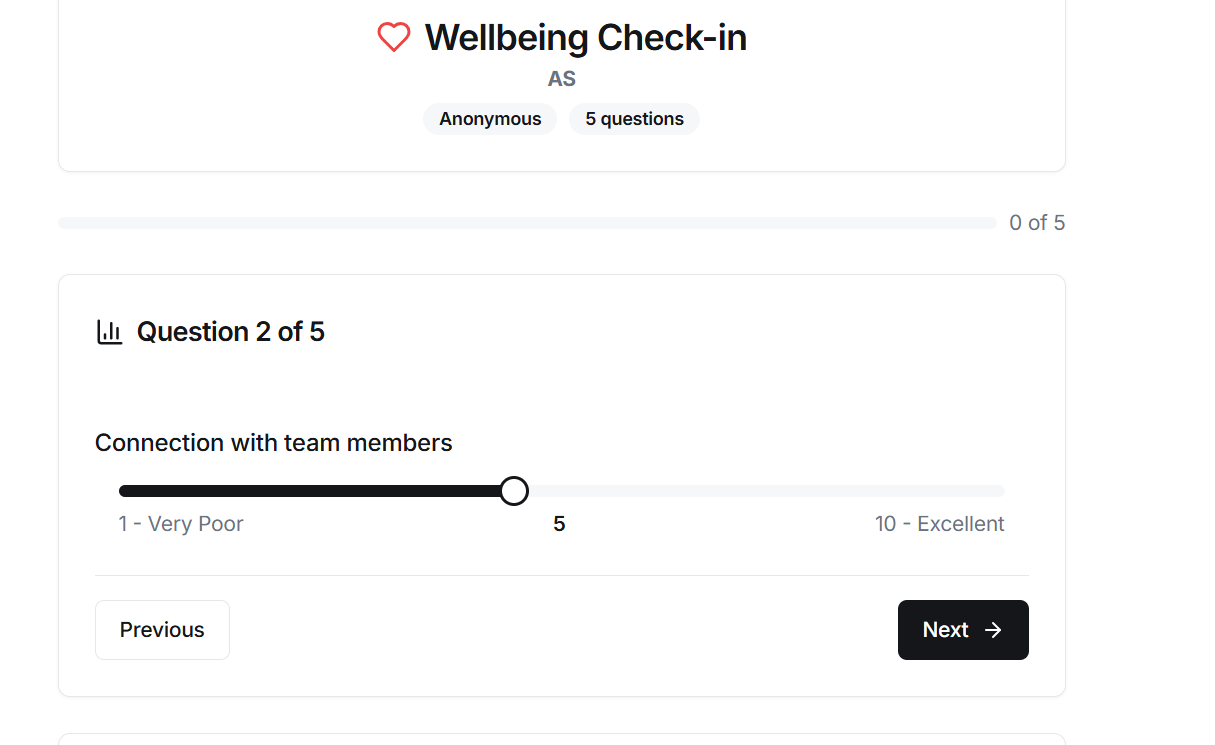 Wellbeing Check-in
AS
Anonymous 5 questions
0 of 5
Question 2 of 5
Connection with team members
1 - Very Poor 5 10 - Excellent
Previous Next